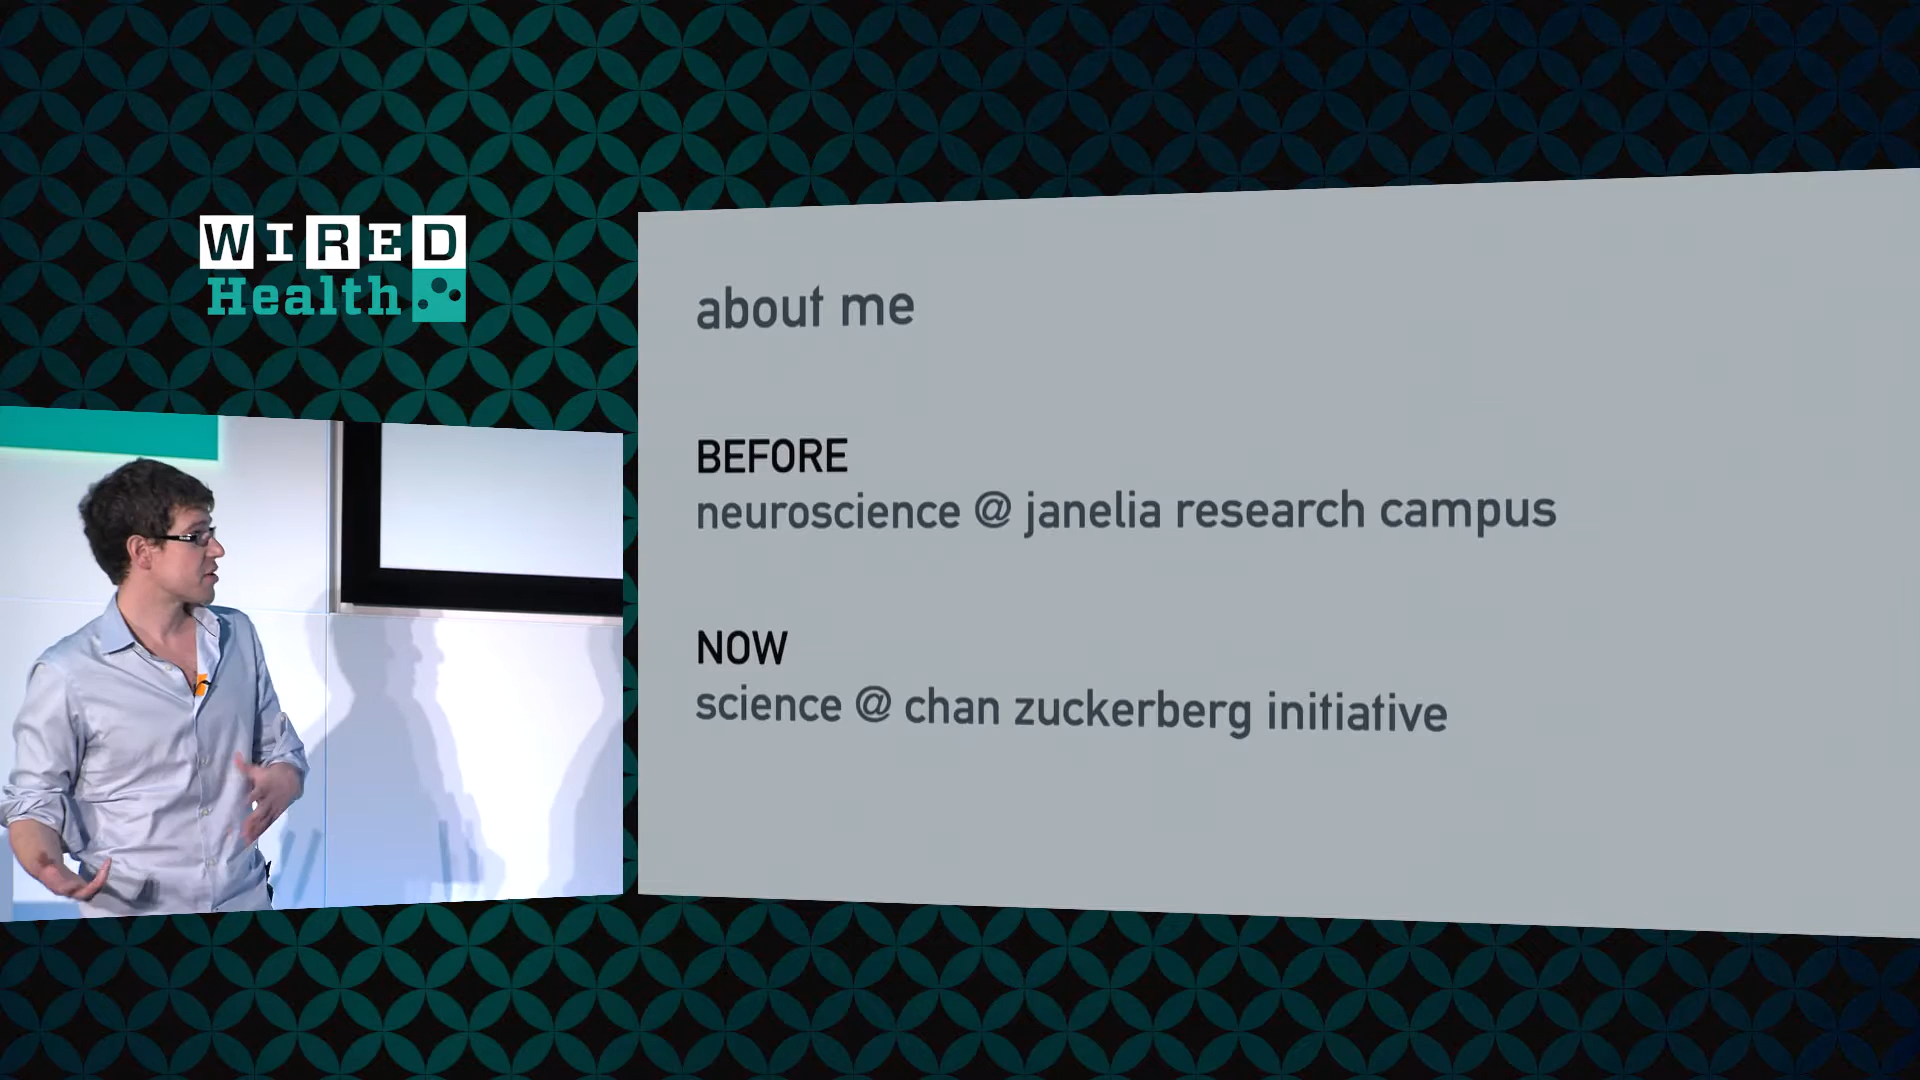 WIRED
Health
about me
BEFORE
neuroscience @ janelia research campus
NOW
science @ chan zuckerberg initiative